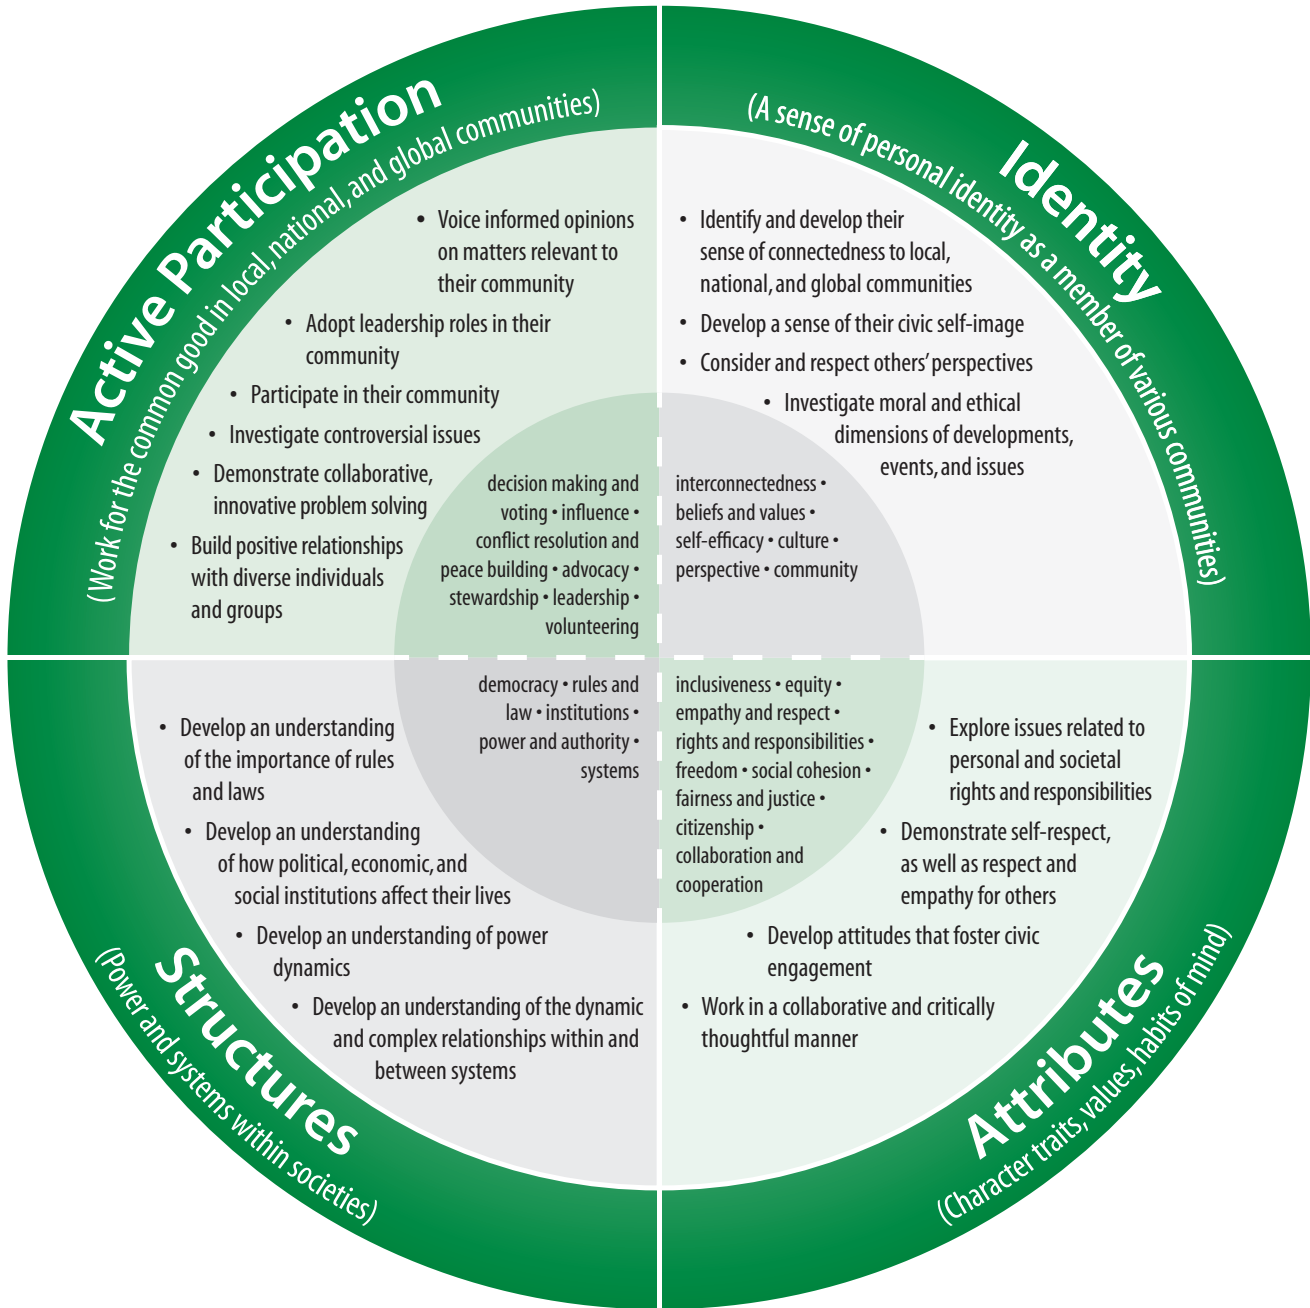 Active Participation
(Work for the common good in local, national, and global communities)
• Voice informed opinions
on matters relevant to
their community
• Adopt leadership roles in their
community
• Participate in their community
• Investigate controversial issues
• Demonstrate collaborative,
innovative problem solving
• Build positive relationships
with diverse individuals
and groups
decision making and
voting • influence •
conflict resolution and
peace building • advocacy •
stewardship • leadership •
volunteering
Identity
(A sense of personal identity as a member of various communities)
• Identify and develop their
sense of connectedness to local,
national, and global communities
• Develop a sense of their civic self-image
• Consider and respect others’ perspectives
• Investigate moral and ethical
dimensions of developments,
events, and issues
interconnectedness •
beliefs and values •
self-efficacy • culture •
perspective • community
Structures
(Power and systems within societies)
• Develop an understanding
of the importance of rules
and laws
• Develop an understanding
of how political, economic, and
social institutions affect their lives
• Develop an understanding of power
dynamics
• Develop an understanding of the dynamic
and complex relationships within and
between systems
democracy • rules and
law • institutions •
power and authority •
systems
Attributes
(Character traits, values, habits of mind)
inclusiveness • equity •
empathy and respect •
rights and responsibilities •
freedom • social cohesion •
fairness and justice •
citizenship •
collaboration and
cooperation
• Explore issues related to
personal and societal
rights and responsibilities
• Demonstrate self-respect,
as well as respect and
empathy for others
• Develop attitudes that foster civic
engagement
• Work in a collaborative and critically
thoughtful manner